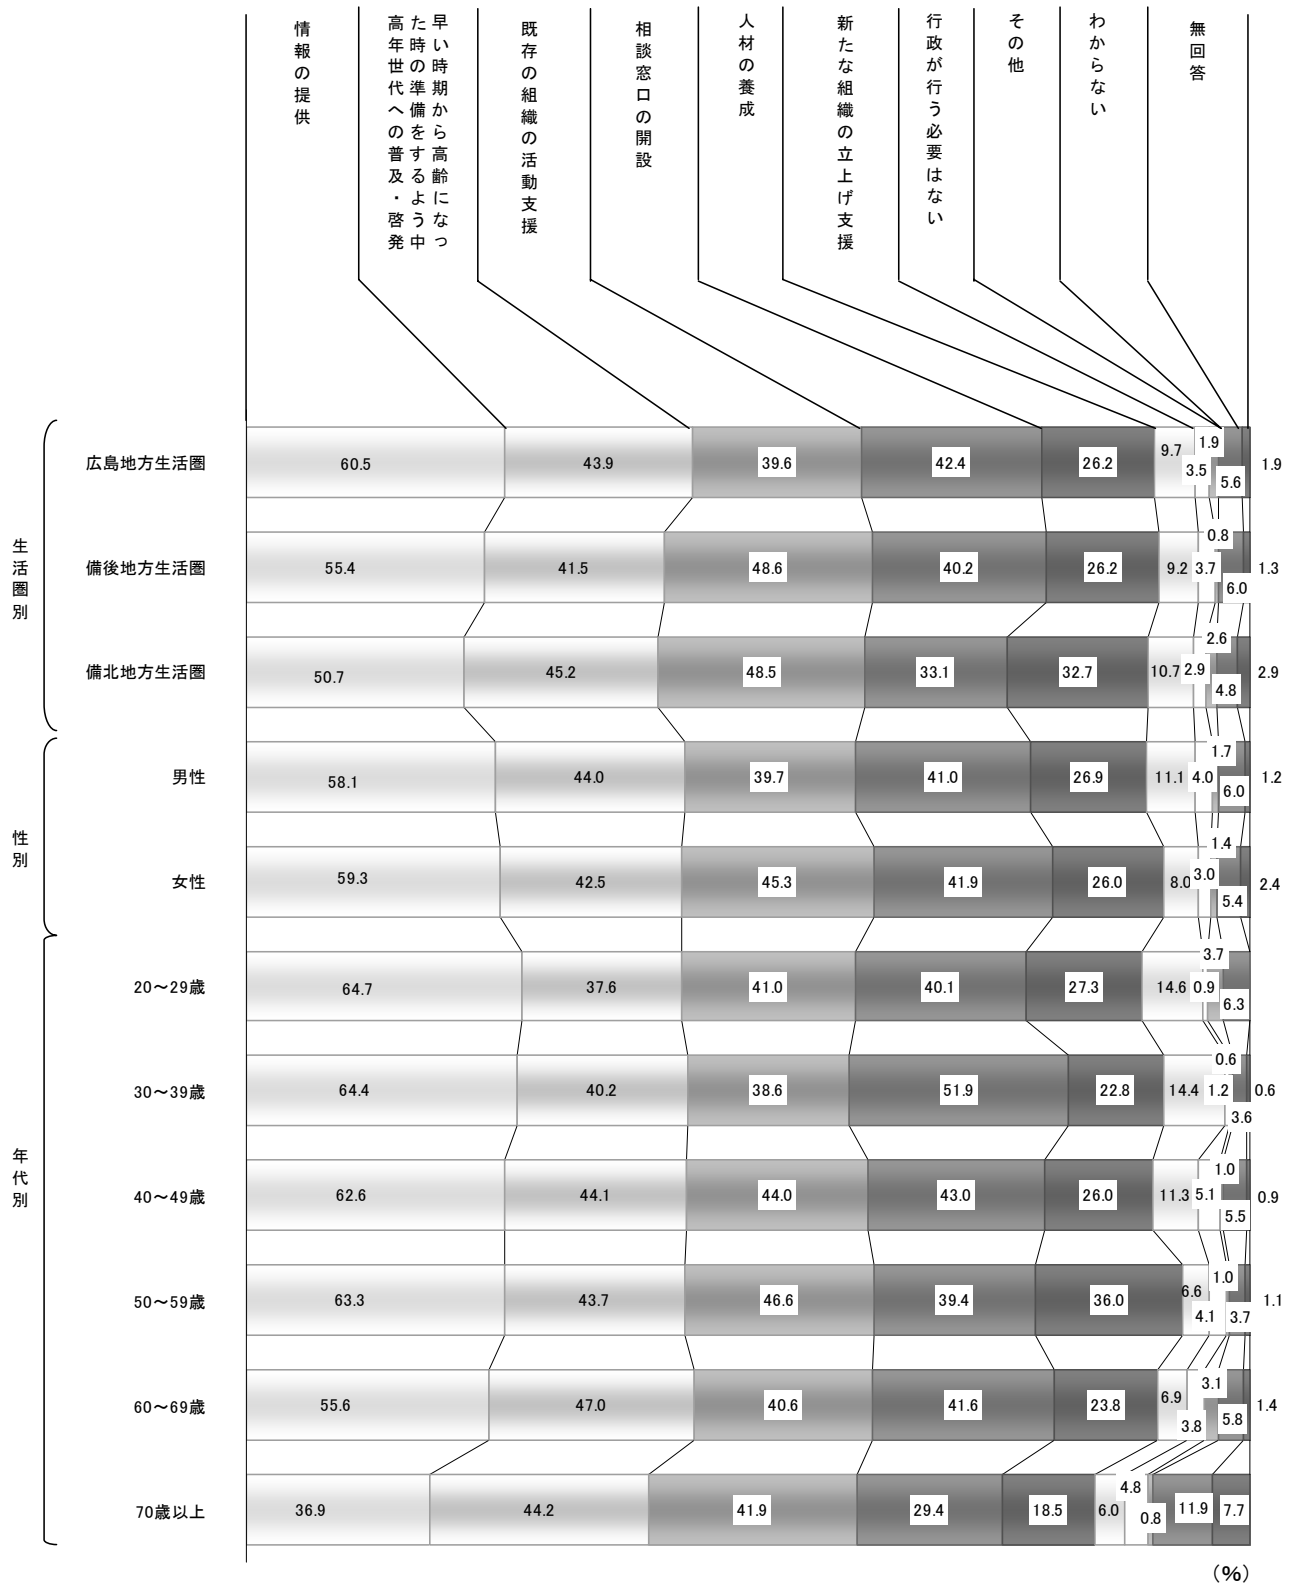 情報の提供
早い時期から高齢になっ
た時の準備をするよう中
高年世代への普及・啓発
既存の組織の活動支援
相談窓口の開設
人材の養成
新たな組織の立上げ支援
行政が行う必要はない
その他
わからない
無回答
生活圏別
広島地方生活圏 60.5 43.9 39.6 42.4 26.2 9.7 3.5 1.9 5.6 1.9
備後地方生活圏 55.4 41.5 48.6 40.2 26.2 9.2 3.7 0.8 6.0 1.3
備北地方生活圏 50.7 45.2 48.5 33.1 32.7 10.7 2.9 2.6 4.8 2.9
性別
男性 58.1 44.0 39.7 41.0 26.9 11.1 4.0 1.7 6.0 1.2
女性 59.3 42.5 45.3 41.9 26.0 8.0 3.0 1.4 5.4 2.4
年代別
20～29歳 64.7 37.6 41.0 40.1 27.3 14.6 0.9 3.7 6.3
30～39歳 64.4 40.2 38.6 51.9 22.8 14.4 1.2 0.6 3.6 0.6
40～49歳 62.6 44.1 44.0 43.0 26.0 11.3 5.1 1.0 5.5 0.9
50～59歳 63.3 43.7 46.6 39.4 36.0 6.6 4.1 1.0 3.7 1.1
60～69歳 55.6 47.0 40.6 41.6 23.8 6.9 3.8 3.1 5.8 1.4
70歳以上 36.9 44.2 41.9 29.4 18.5 6.0 4.8 0.8 11.9 7.7
（%）